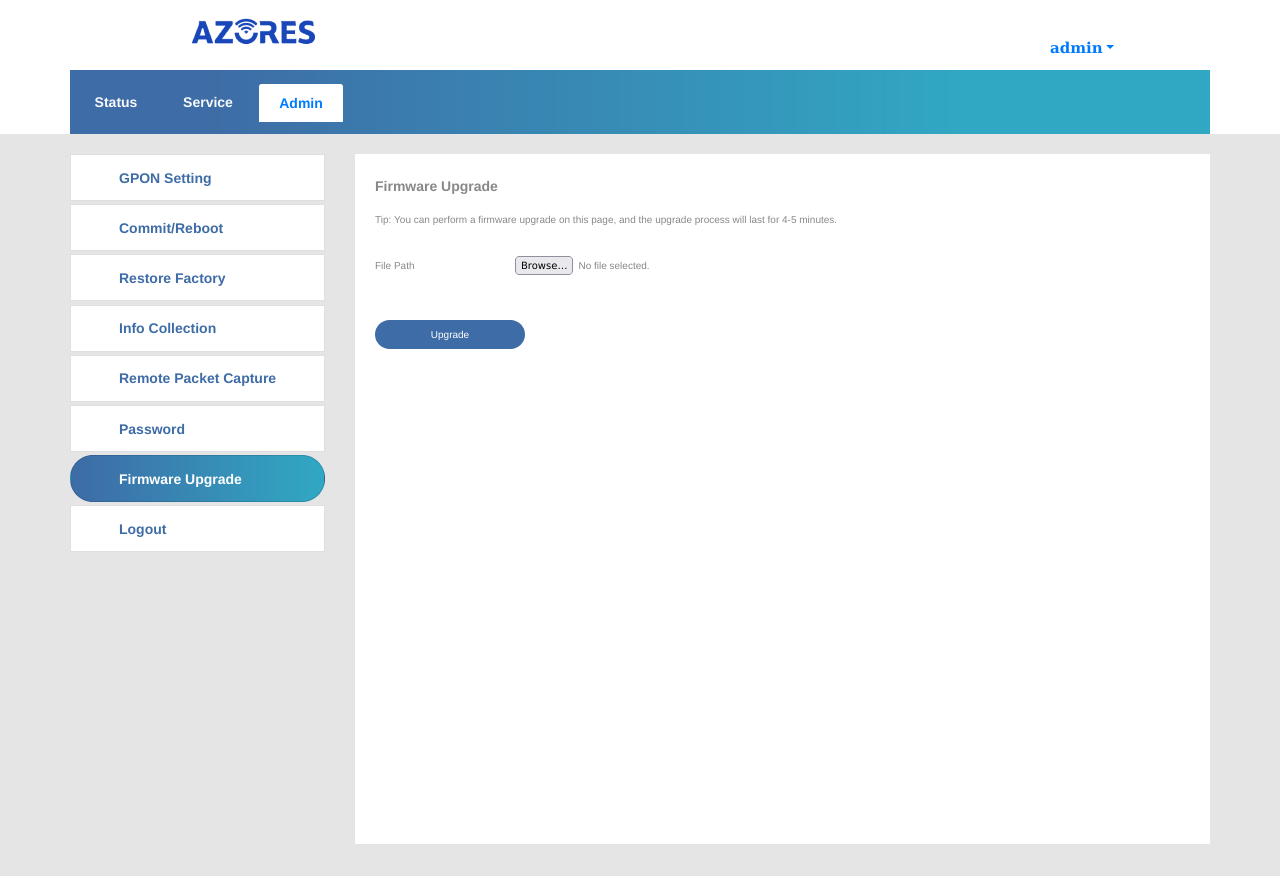 AZORES
admin
Status
Service
Admin
GPON Setting
Commit/Reboot
Restore Factory
Info Collection
Remote Packet Capture
Password
Firmware Upgrade
Logout
Firmware Upgrade
Tip: You can perform a firmware upgrade on this page, and the upgrade process will last for 4-5 minutes.
File Path
Browse... No file selected.
Upgrade